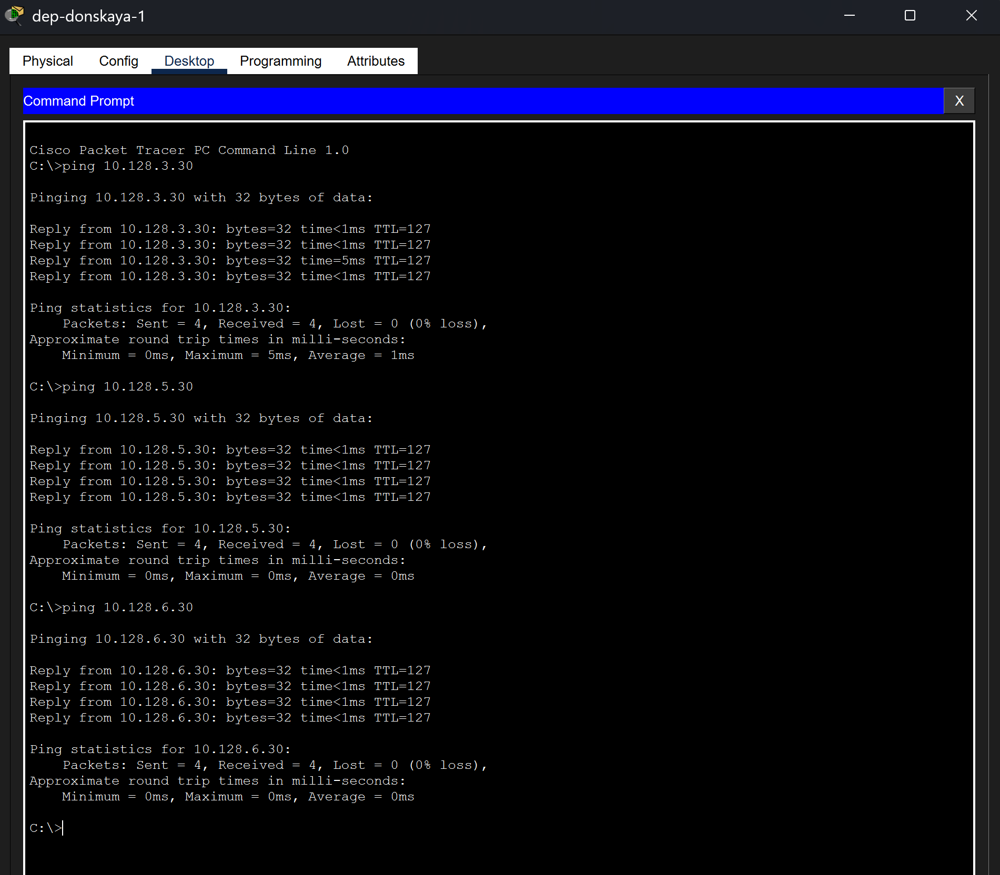 dep-donskaya-1
Physical Config Desktop Programming Attributes
Command Prompt X
Cisco Packet Tracer PC Command Line 1.0
C:\>ping 10.128.3.30
Pinging 10.128.3.30 with 32 bytes of data:
Reply from 10.128.3.30: bytes=32 time<1ms TTL=127
Reply from 10.128.3.30: bytes=32 time<1ms TTL=127
Reply from 10.128.3.30: bytes=32 time=5ms TTL=127
Reply from 10.128.3.30: bytes=32 time<1ms TTL=127
Ping statistics for 10.128.3.30:
    Packets: Sent = 4, Received = 4, Lost = 0 (0% loss),
Approximate round trip times in milli-seconds:
    Minimum = 0ms, Maximum = 5ms, Average = 1ms
C:\>ping 10.128.5.30
Pinging 10.128.5.30 with 32 bytes of data:
Reply from 10.128.5.30: bytes=32 time<1ms TTL=127
Reply from 10.128.5.30: bytes=32 time<1ms TTL=127
Reply from 10.128.5.30: bytes=32 time<1ms TTL=127
Reply from 10.128.5.30: bytes=32 time<1ms TTL=127
Ping statistics for 10.128.5.30:
    Packets: Sent = 4, Received = 4, Lost = 0 (0% loss),
Approximate round trip times in milli-seconds:
    Minimum = 0ms, Maximum = 0ms, Average = 0ms
C:\>ping 10.128.6.30
Pinging 10.128.6.30 with 32 bytes of data:
Reply from 10.128.6.30: bytes=32 time<1ms TTL=127
Reply from 10.128.6.30: bytes=32 time<1ms TTL=127
Reply from 10.128.6.30: bytes=32 time<1ms TTL=127
Reply from 10.128.6.30: bytes=32 time<1ms TTL=127
Ping statistics for 10.128.6.30:
    Packets: Sent = 4, Received = 4, Lost = 0 (0% loss),
Approximate round trip times in milli-seconds:
    Minimum = 0ms, Maximum = 0ms, Average = 0ms
C:\>